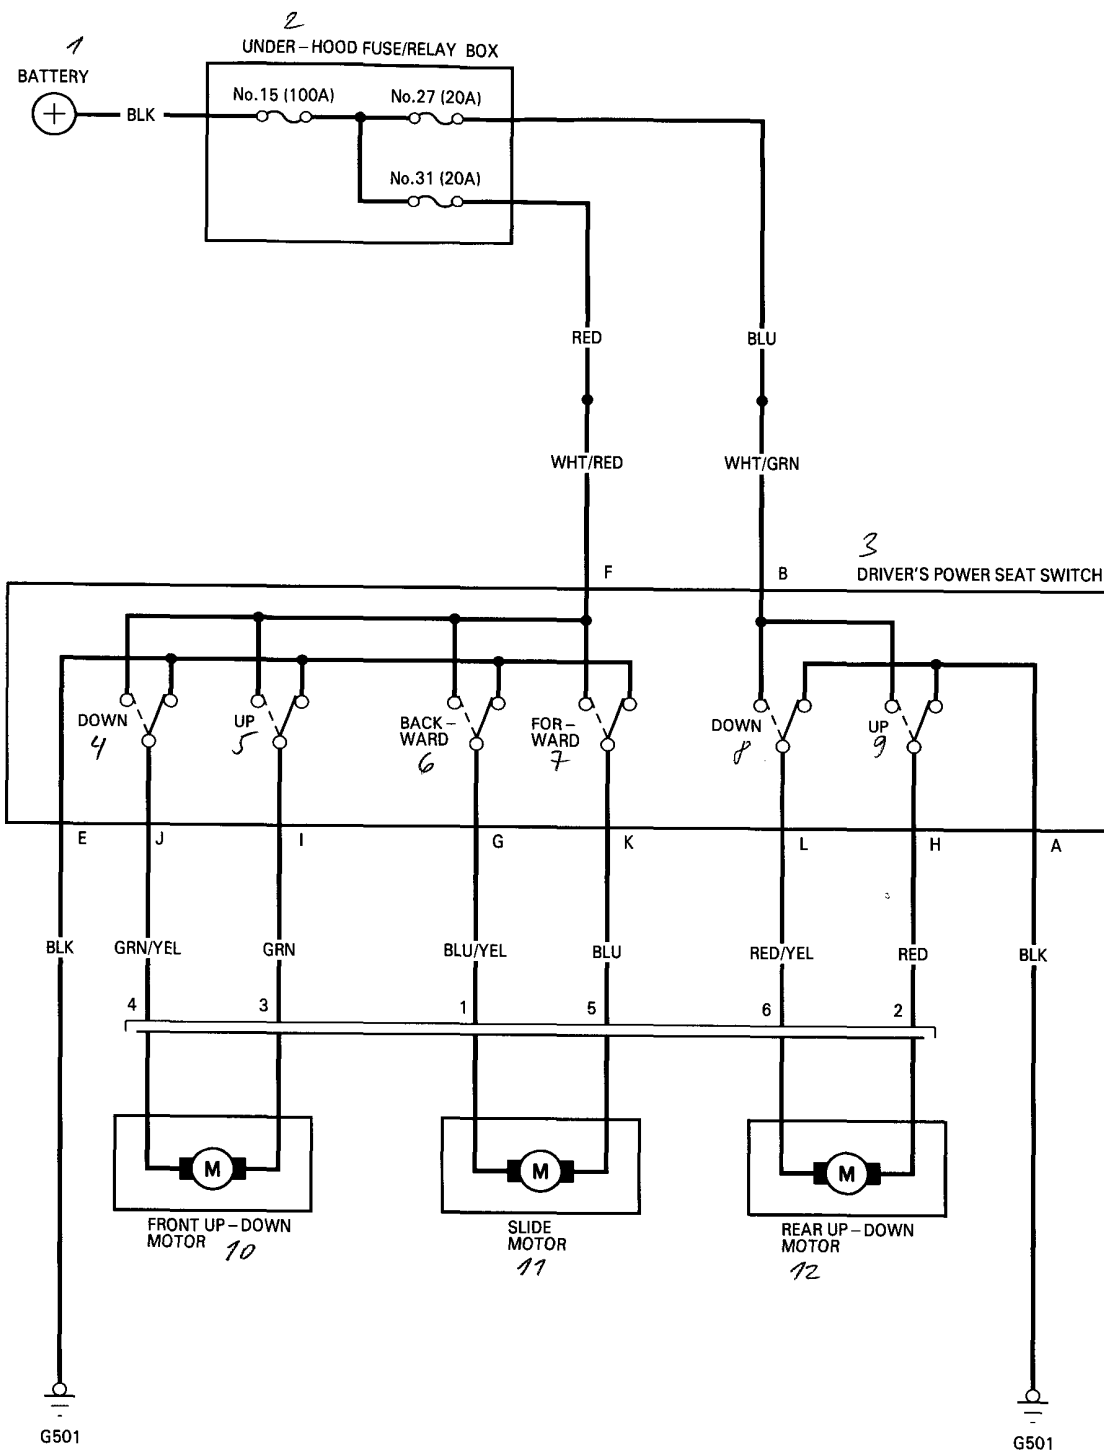 1
2
UNDER-HOOD FUSE/RELAY BOX
BATTERY
No.15 (100A)
No.27 (20A)
+
BLK
No.31 (20A)
RED
BLU
WHT/RED
WHT/GRN
3
F
B
DRIVER'S POWER SEAT SWITCH
DOWN
4
UP
5
BACK-
WARD
6
FOR-
WARD
7
DOWN
8
UP
9
E
J
I
G
K
L
H
A
BLK
GRN/YEL
GRN
BLU/YEL
BLU
RED/YEL
RED
BLK
4
3
1
5
6
2
M
M
M
FRONT UP-DOWN
MOTOR 10
SLIDE
MOTOR
11
REAR UP-DOWN
MOTOR
12
G501
G501